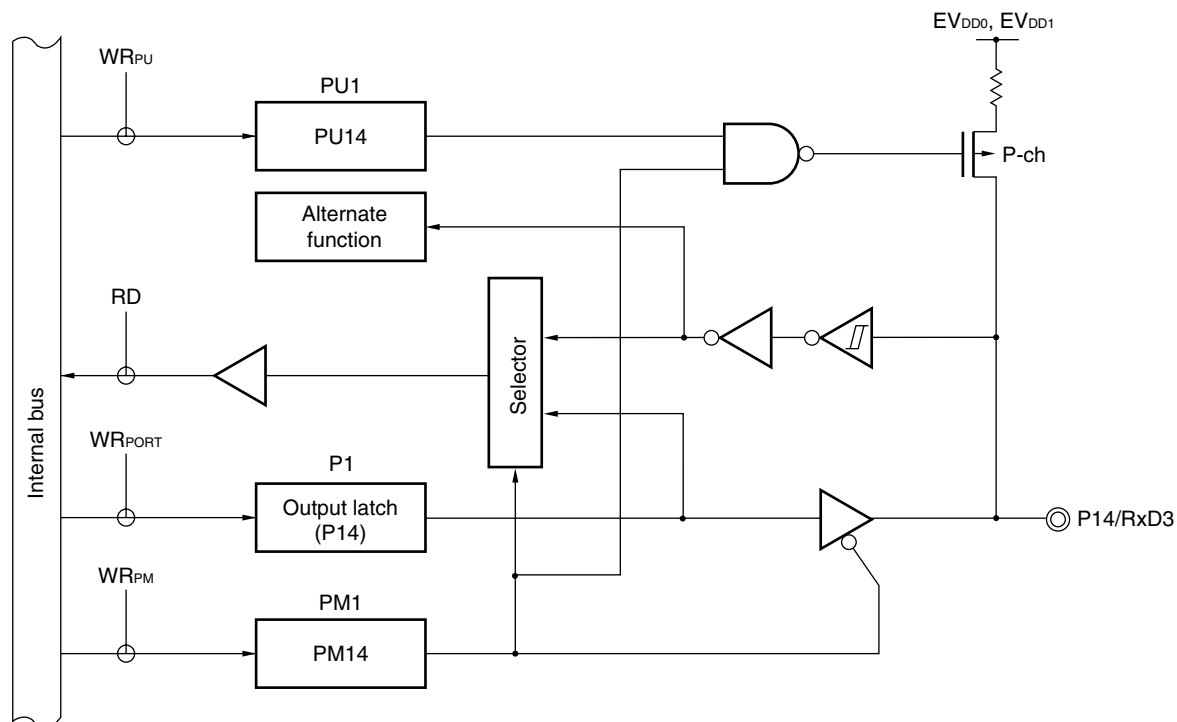 EVDD0, EVDD1
WRPU
PU1
PU14
P-ch
Alternate
function
RD
Selector
Internal bus
WRPORT
P1
Output latch
(P14)
P14/RxD3
WRPM
PM1
PM14